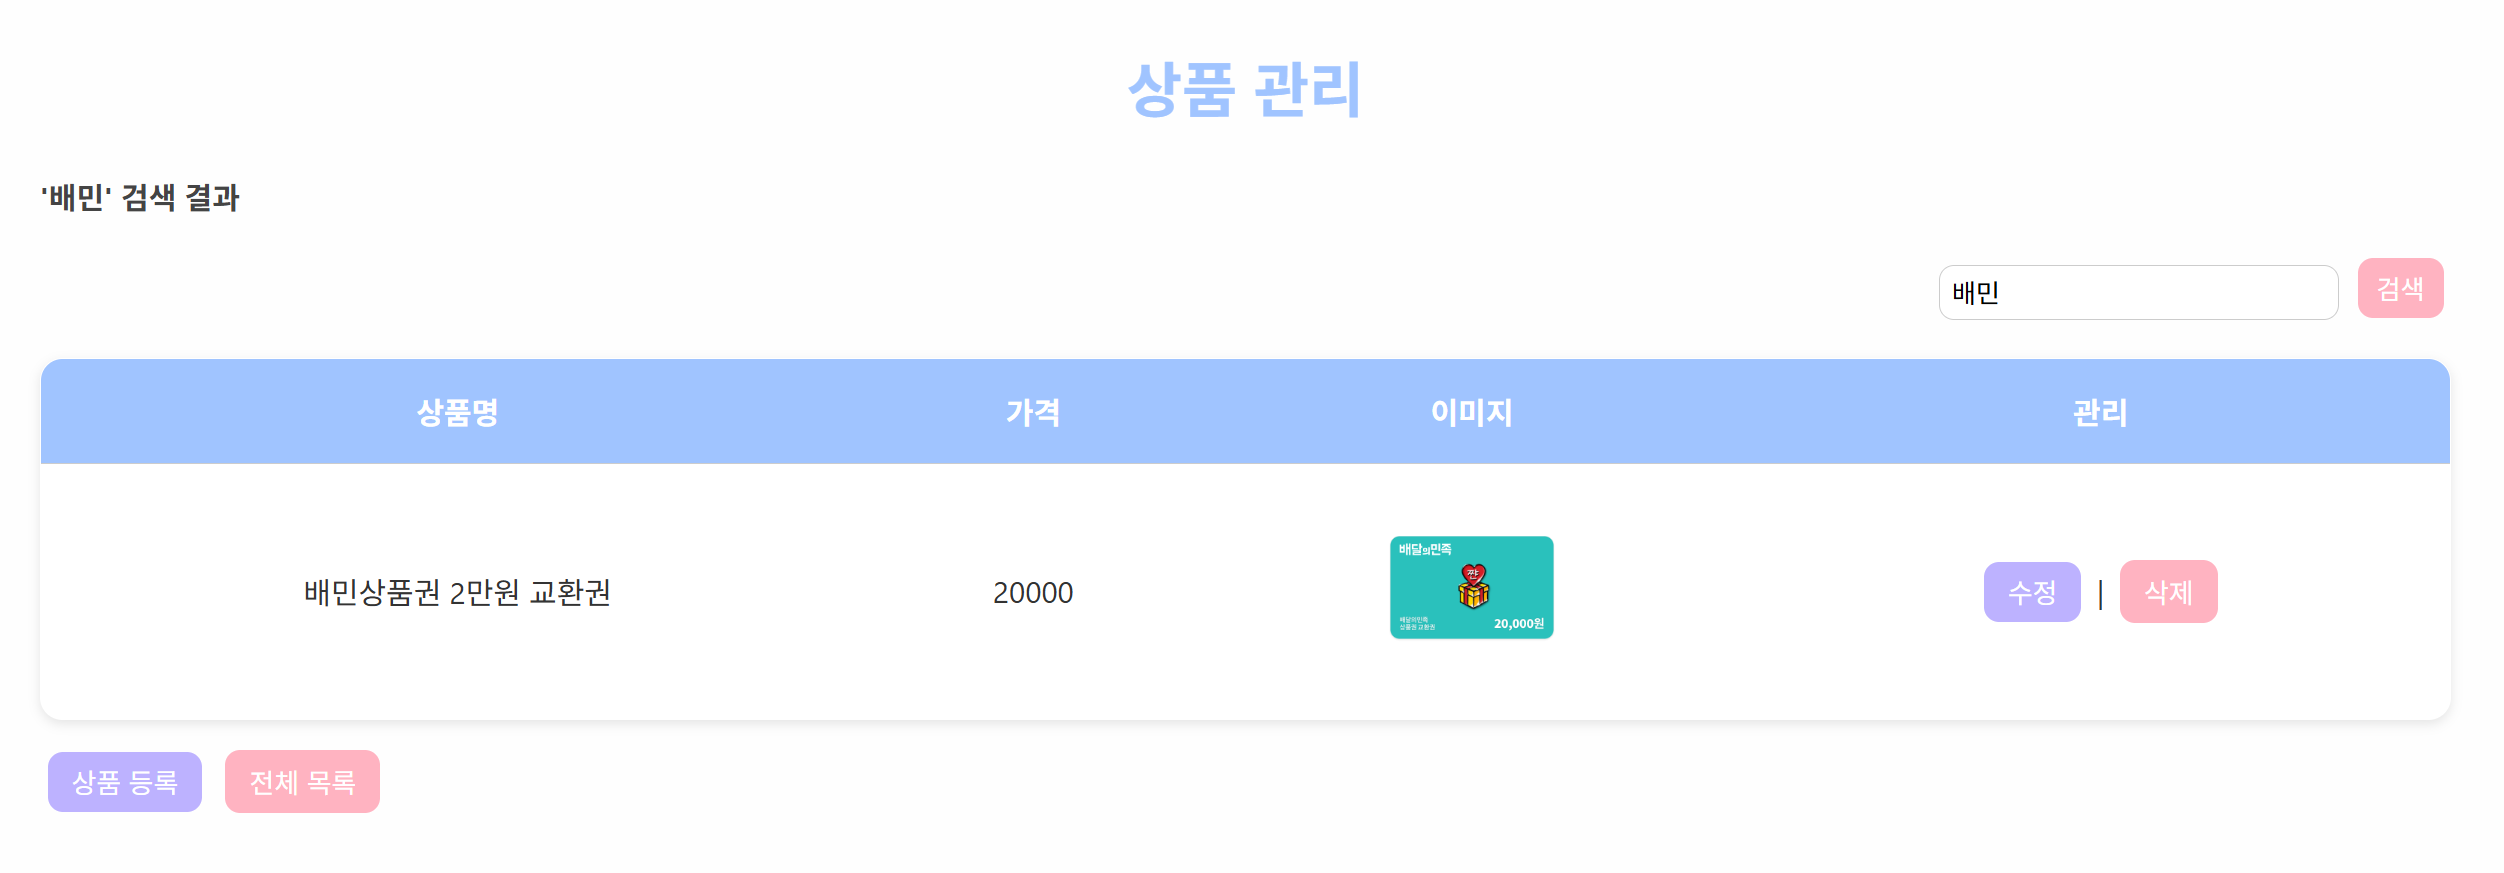 상품 관리
'배민' 검색 결과
배민
검색
상품명 가격 이미지 관리
배민상품권 2만원 교환권 20000
배달의민족
짠
배달의민족
상품권 교환권
20,000원
수정 | 삭제
상품 등록 전체 목록